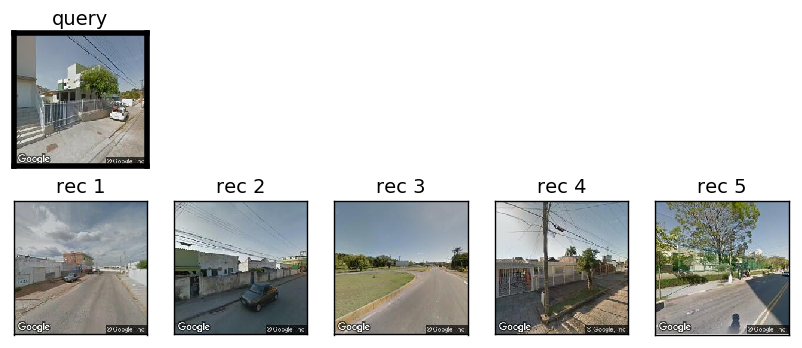 query
Google
© Google, Inc
rec 1
rec 2
rec 3
rec 4
rec 5
Google
© Google, Inc
Google
© Google, Inc
Google
© Google, Inc
Google
© Google, Inc
Google
© Google, Inc